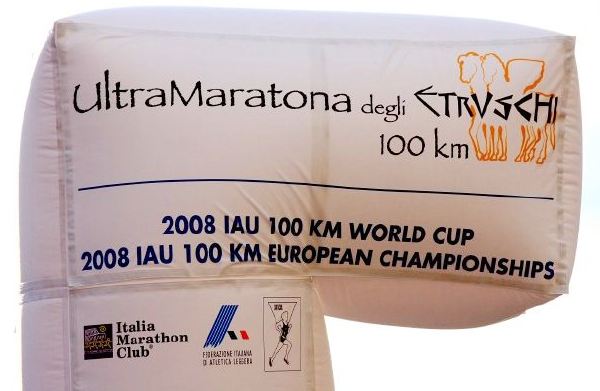 UltraMaratona degli ETRVSCHI
100 km
2008 IAU 100 KM WORLD CUP
2008 IAU 100 KM EUROPEAN CHAMPIONSHIPS
Italia
Marathon
Club®
FEDERAZIONE ITALIANA
DI ATLETICA LEGGERA